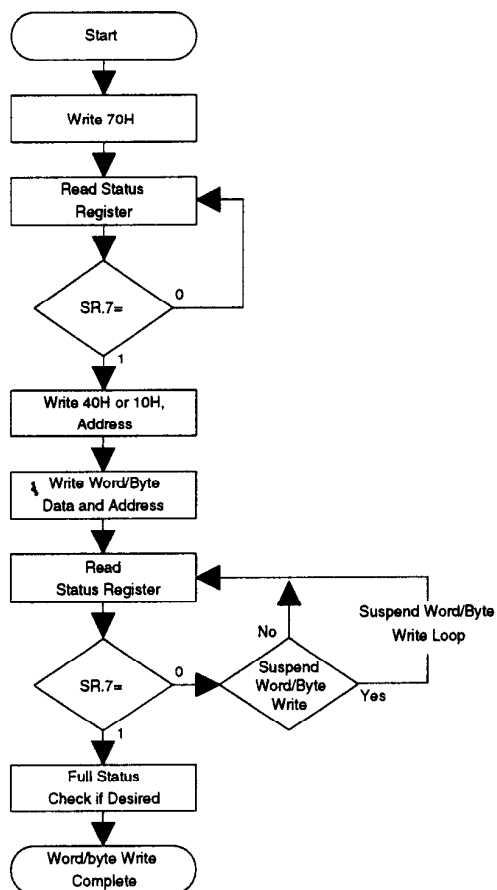 Start
Write 70H
Read Status
Register
SR.7=
0
1
Write 40H or 10H,
Address
Write Word/Byte
Data and Address
Read
Status Register
SR.7=
0
1
Suspend
Word/Byte
Write
No
Yes
Suspend Word/Byte
Write Loop
Full Status
Check if Desired
Word/byte Write
Complete